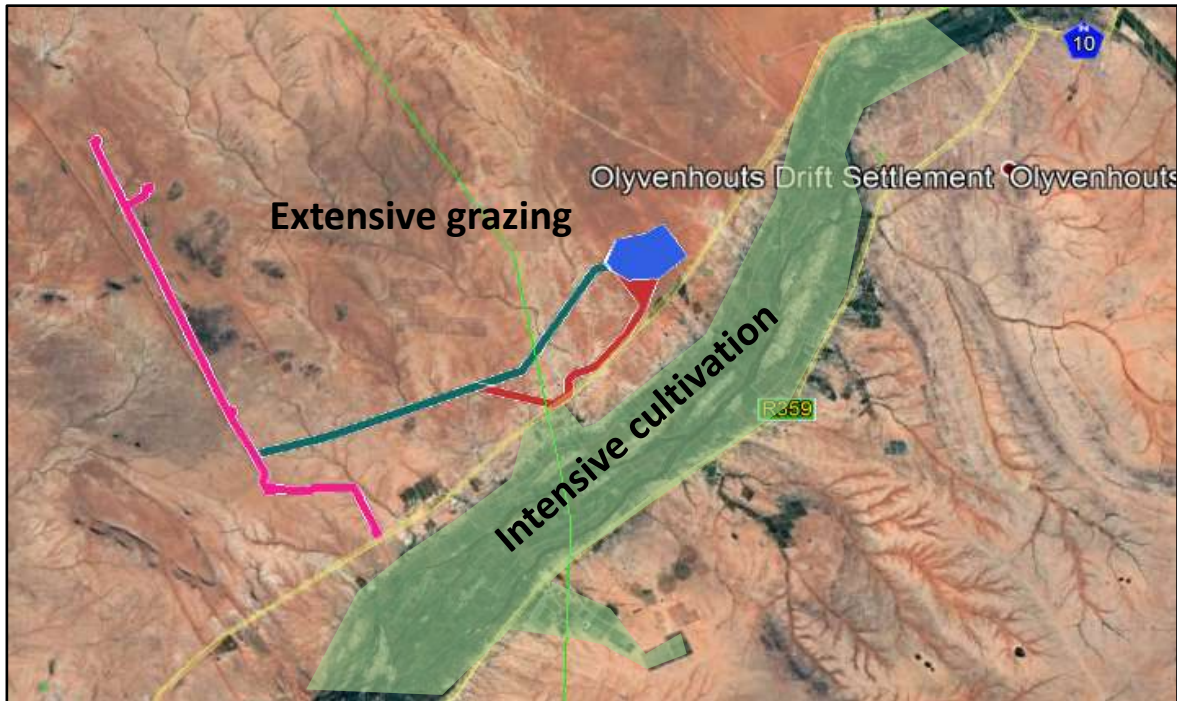 10
Olyvenhouts Drift Settlement Olyvenhouts
Extensive grazing
Intensive cultivation
R359